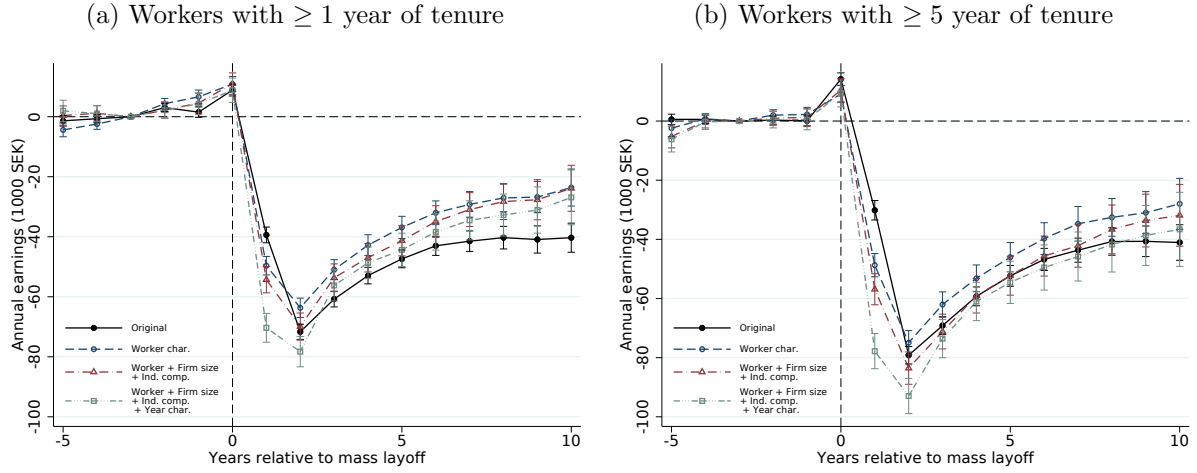 (a) Workers with ≥ 1 year of tenure
Annual earnings (1000 SEK)
0
-20
-40
-60
-80
-100
Original
Worker char.
Worker + Firm size
+ Ind. comp.
Worker + Firm size
+ Ind. comp.
+ Year char.
-5
0
5
10
Years relative to mass layoff
(b) Workers with ≥ 5 year of tenure
Annual earnings (1000 SEK)
0
-20
-40
-60
-80
-100
Original
Worker char.
Worker + Firm size
+ Ind. comp.
Worker + Firm size
+ Ind. comp.
+ Year char.
-5
0
5
10
Years relative to mass layoff